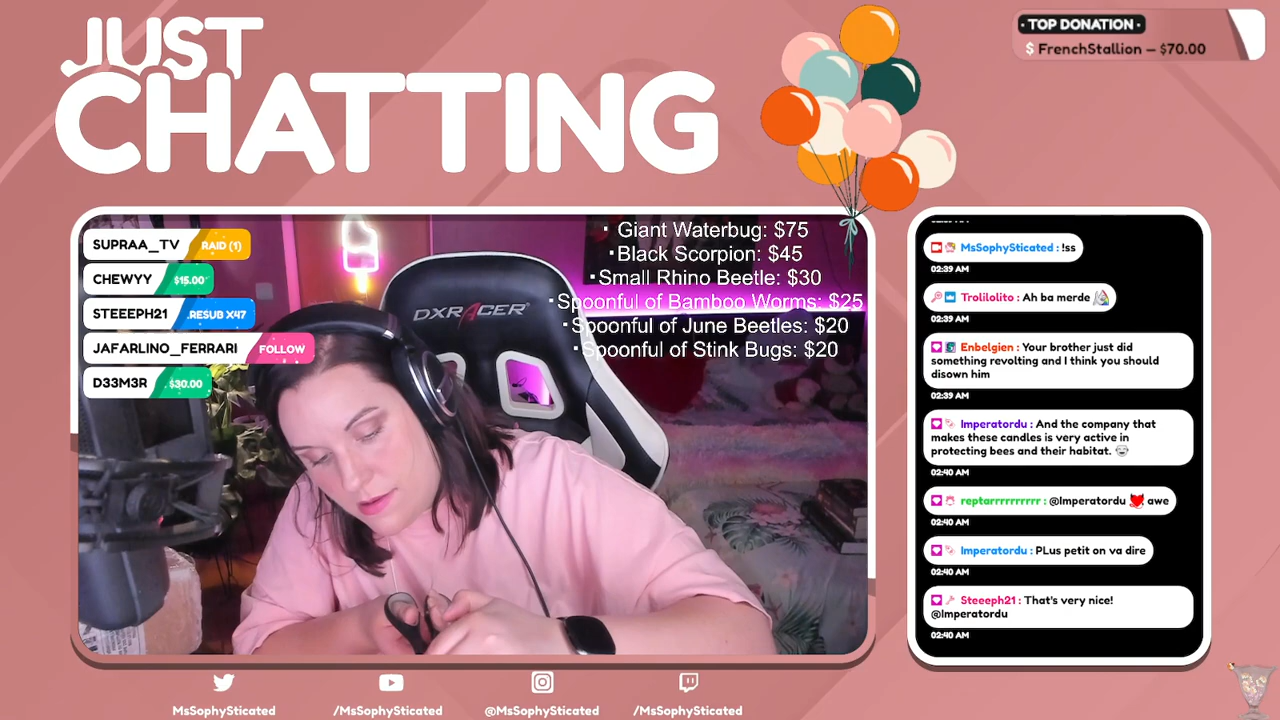 JUST
CHATTING
· TOP DONATION ·
$ FrenchStallion — $70.00
SUPRAA_TV RAID (1)
CHEWYY $15.00
STEEEPH21 RESUB X47
JAFARLINO_FERRARI FOLLOW
D33M3R $30.00
· Giant Waterbug: $75
· Black Scorpion: $45
· Small Rhino Beetle: $30
· Spoonful of Bamboo Worms: $25
· Spoonful of June Beetles: $20
· Spoonful of Stink Bugs: $20
DXRACER
MsSophySticated : !ss
02:39 AM
Trolilolito : Ah ba merde
02:39 AM
Enbelgien : Your brother just did
something revolting and I think you should
disown him
02:39 AM
Imperatordu : And the company that
makes these candles is very active in
protecting bees and their habitat.
02:40 AM
reptarrrrrrrrrr : @Imperatordu awe
02:40 AM
Imperatordu : PLus petit on va dire
02:40 AM
Steeeph21 : That's very nice!
@Imperatordu
02:40 AM
MsSophySticated
/MsSophySticated
@MsSophySticated
/MsSophySticated